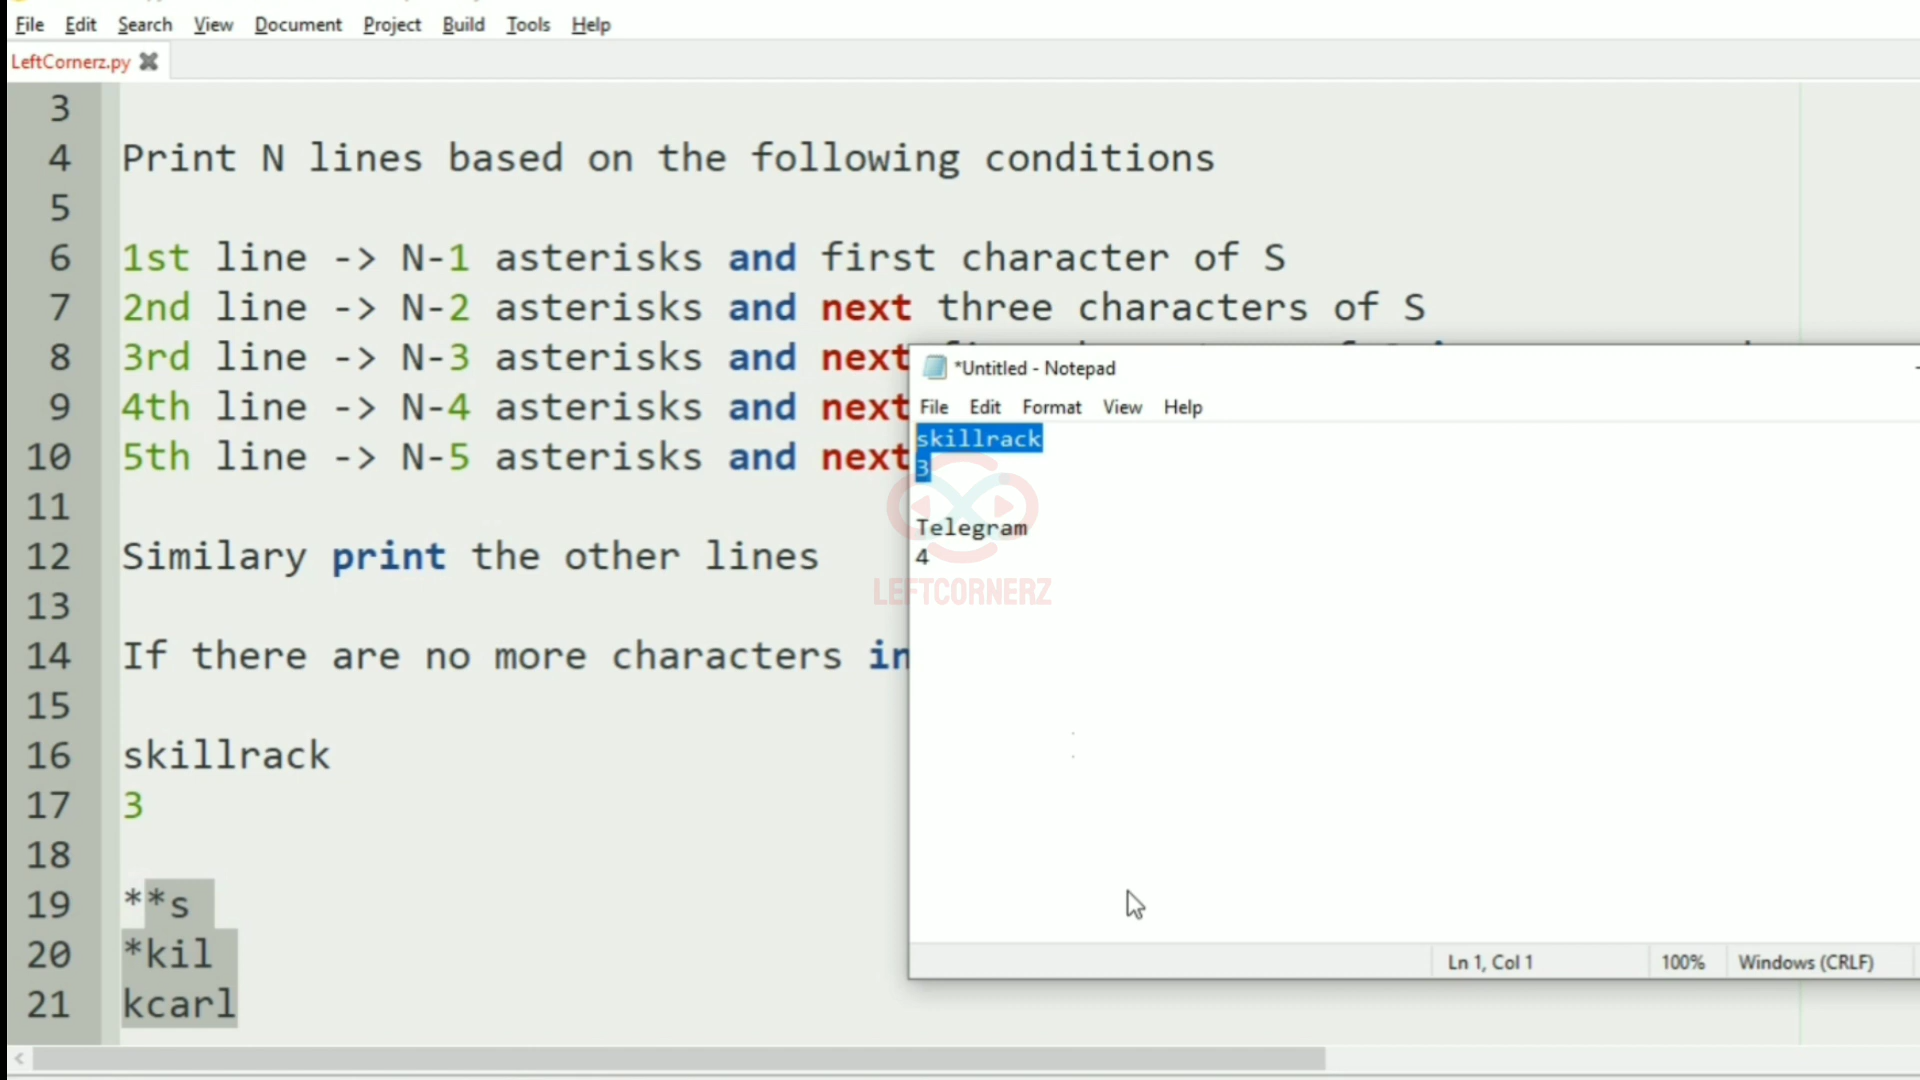 File Edit Search View Document Project Build Tools Help
LeftCornerz.py
3
4 Print N lines based on the following conditions
5
6 1st line -> N-1 asterisks and first character of S
7 2nd line -> N-2 asterisks and next three characters of S
8 3rd line -> N-3 asterisks and next
9 4th line -> N-4 asterisks and next
10 5th line -> N-5 asterisks and next
11
12 Similary print the other lines
13
14 If there are no more characters in
15
16 skillrack
17 3
18
19 **s
20 *kil
21 kcarl
*Untitled - Notepad
File Edit Format View Help
skillrack
3
Telegram
4
LEFTCORNERZ
Ln 1, Col 1 100% Windows (CRLF)